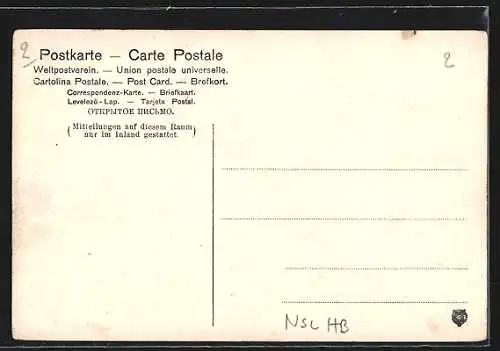 2
Postkarte — Carte Postale
2
Weltpostverein. — Union postale universelle.
Cartolina Postale. — Post Card. — Brefkort.
Correspondenz-Karte. — Briefkaart.
Levelező-Lap. — Tarjeta Postal.
ОТКРЫТОЕ ПИСЬМО.
(Mitteilungen auf diesem Raum
nur im Inland gestattet.)
NSL HB